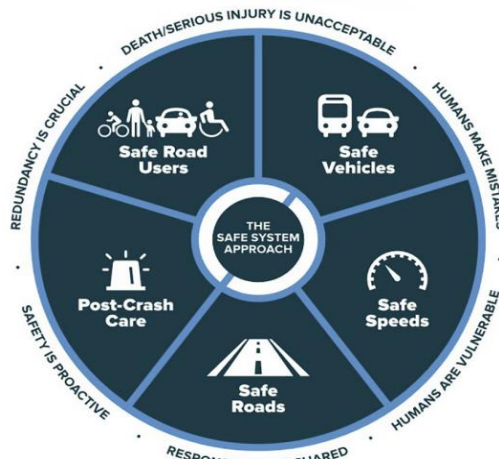 DEATH/SERIOUS INJURY IS UNACCEPTABLE
HUMANS MAKE MISTAKES
HUMANS ARE VULNERABLE
SHARED
SAFETY IS PROACTIVE
REDUNDANCY IS CRUCIAL
Safe Road
Users
Safe
Vehicles
THE
SAFE SYSTEM
APPROACH
Post-Crash
Care
Safe
Speeds
Safe
Roads